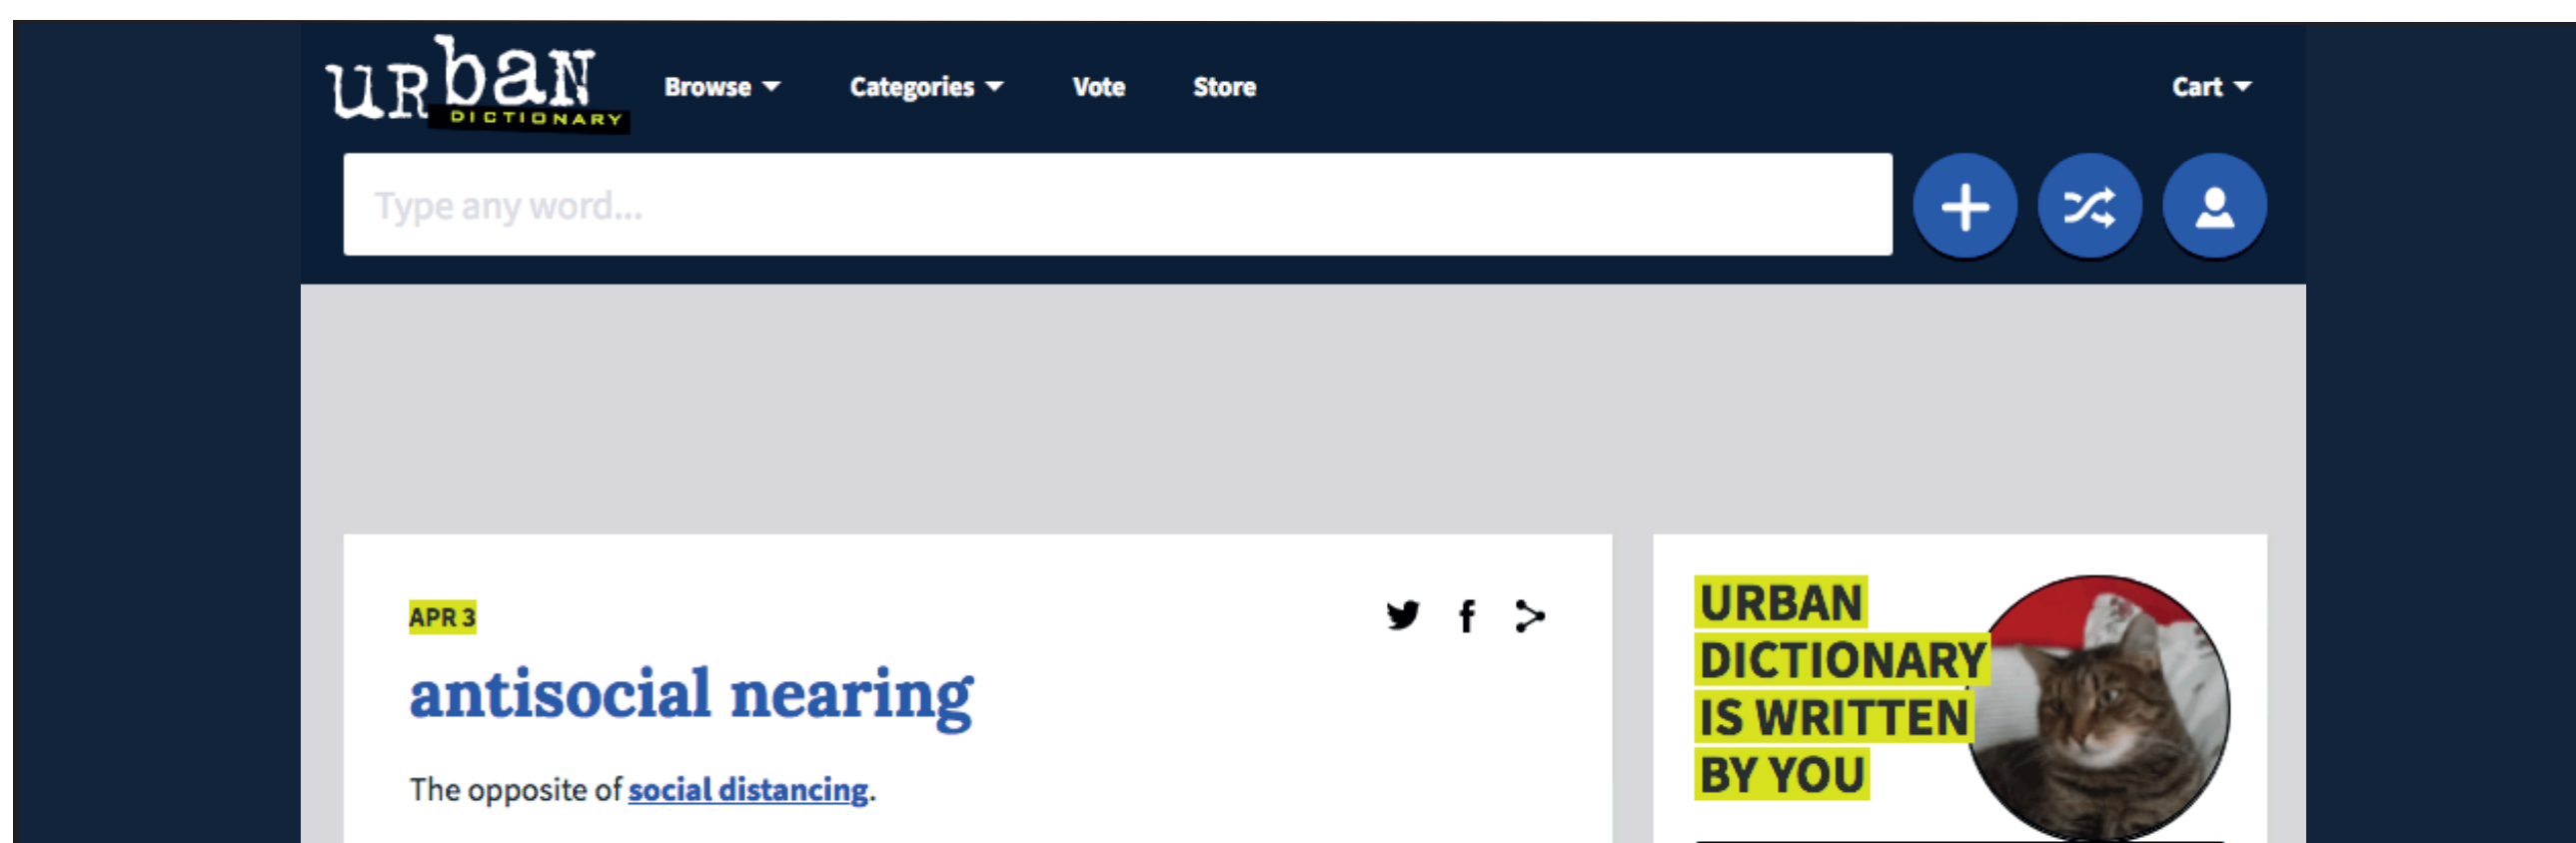 urban
DICTIONARY
Browse
Categories
Vote
Store
Cart
Type any word...
APR 3
antisocial nearing
The opposite of social distancing.
URBAN
DICTIONARY
IS WRITTEN
BY YOU